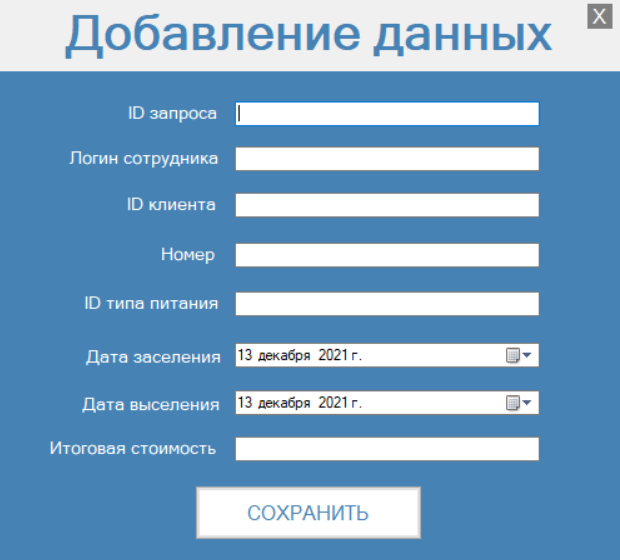 Добавление данных
X
ID запроса
Логин сотрудника
ID клиента
Номер
ID типа питания
Дата заселения 13 декабря 2021 г.
Дата выселения 13 декабря 2021 г.
Итоговая стоимость
СОХРАНИТЬ